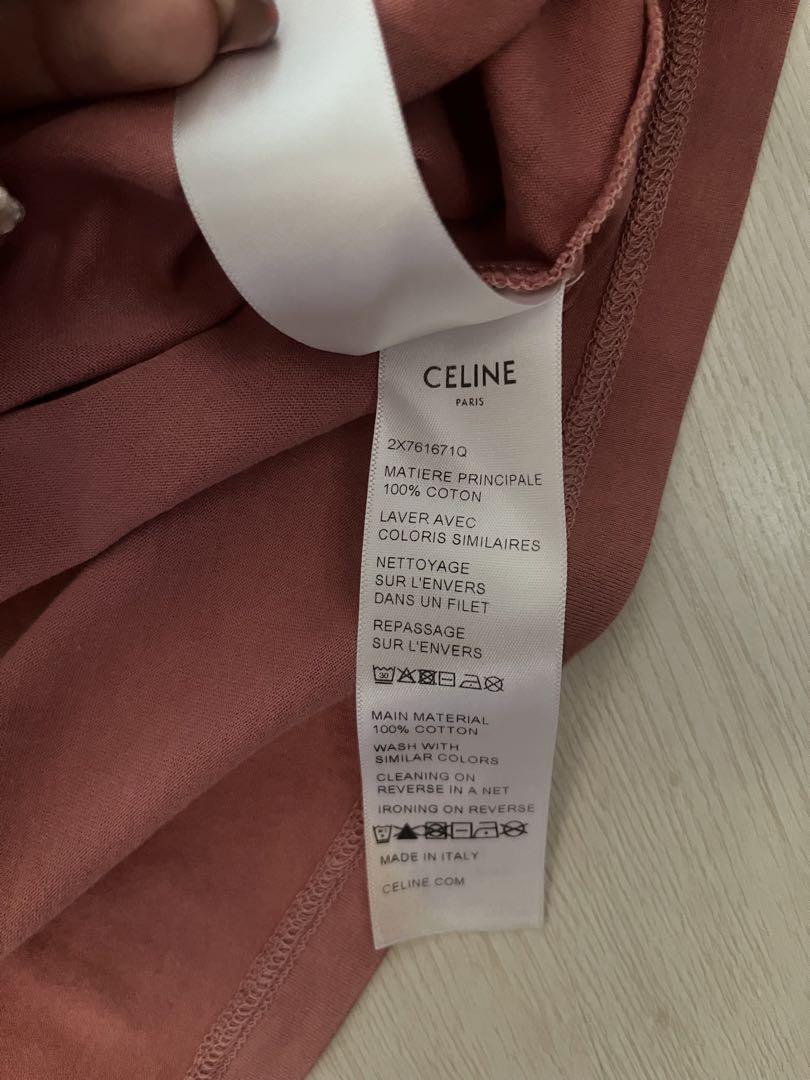 CELINE
PARIS
2X761671Q
MATIERE PRINCIPALE
100% COTON
LAVER AVEC
COLORIS SIMILAIRES
NETTOYAGE
SUR L'ENVERS
DANS UN FILET
REPASSAGE
SUR L'ENVERS
30
MAIN MATERIAL
100% COTTON
WASH WITH
SIMILAR COLORS
CLEANING ON
REVERSE IN A NET
IRONING ON REVERSE
MADE IN ITALY
CELINE.COM